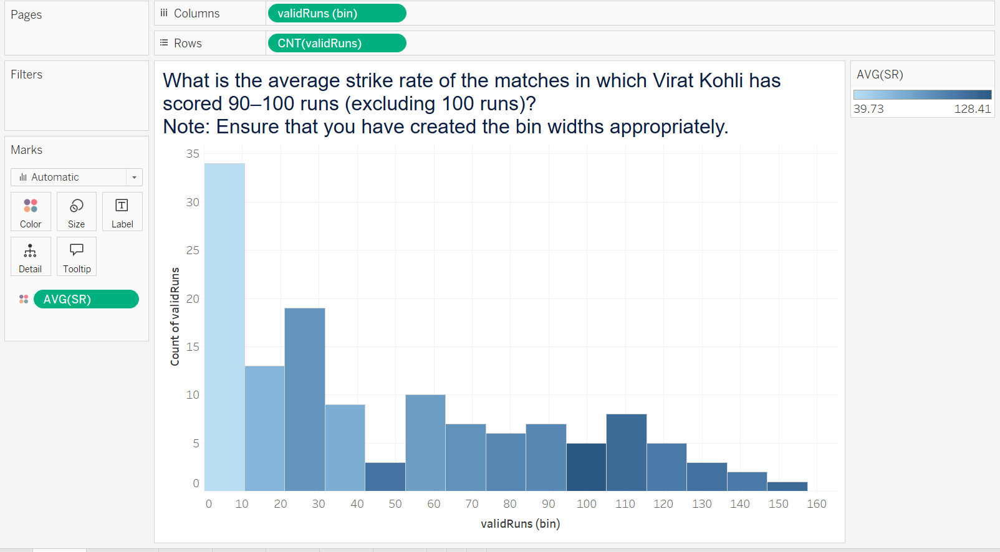 Pages
Columns
validRuns (bin)
Rows
CNT(validRuns)
Filters
Marks
Automatic
Color
Size
Label
Detail
Tooltip
AVG(SR)
What is the average strike rate of the matches in which Virat Kohli has
scored 90–100 runs (excluding 100 runs)?
Note: Ensure that you have created the bin widths appropriately.
35
30
25
20
15
10
5
0
Count of validRuns
0 10 20 30 40 50 60 70 80 90 100 110 120 130 140 150 160
validRuns (bin)
AVG(SR)
39.73 128.41